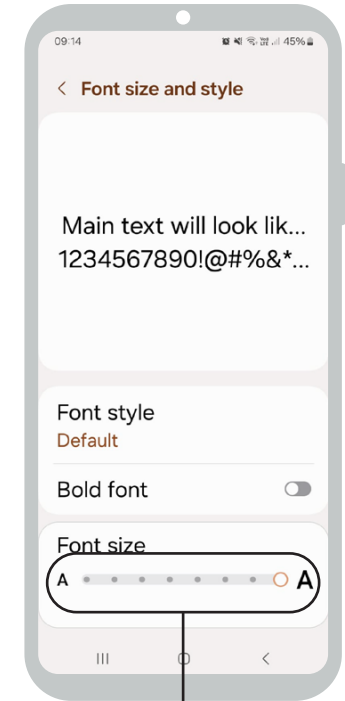 09:14 45%
Font size and style
Main text will look lik...
1234567890!@#%&*...
Font style
Default
Bold font
Font size
A A